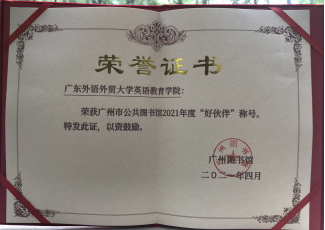 荣誉证书
广东外语外贸大学英语教育学院：
荣获广州市公共图书馆2021年度“好伙伴”称号。
特发此证，以资鼓励。
广州图书馆
二〇二一年四月